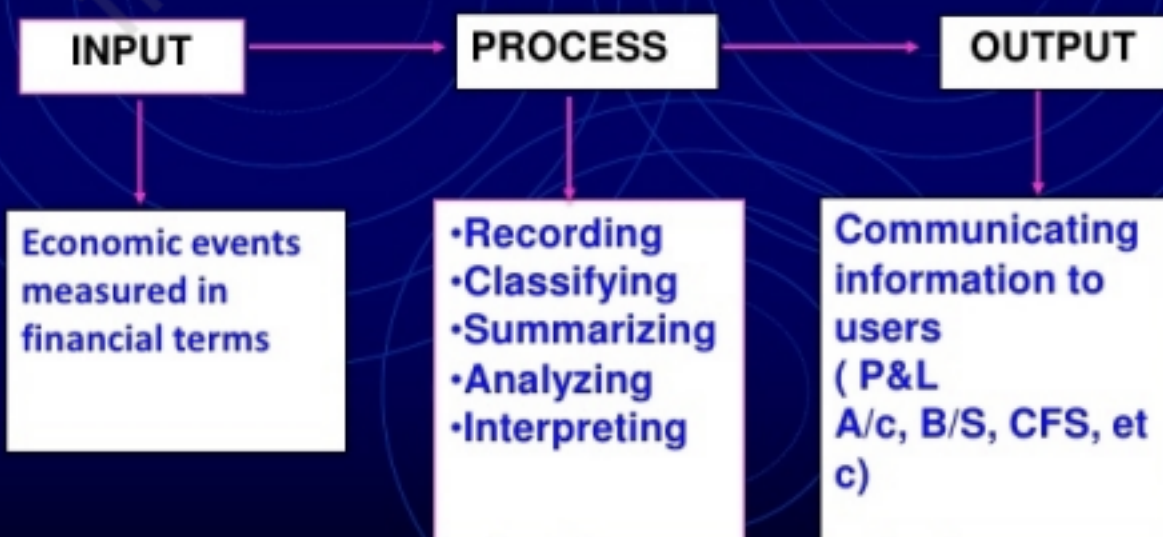 INPUT
PROCESS
OUTPUT
Economic events
measured in
financial terms
•Recording
•Classifying
•Summarizing
•Analyzing
•Interpreting
Communicating
information to
users
( P&L
A/c, B/S, CFS, et
c)